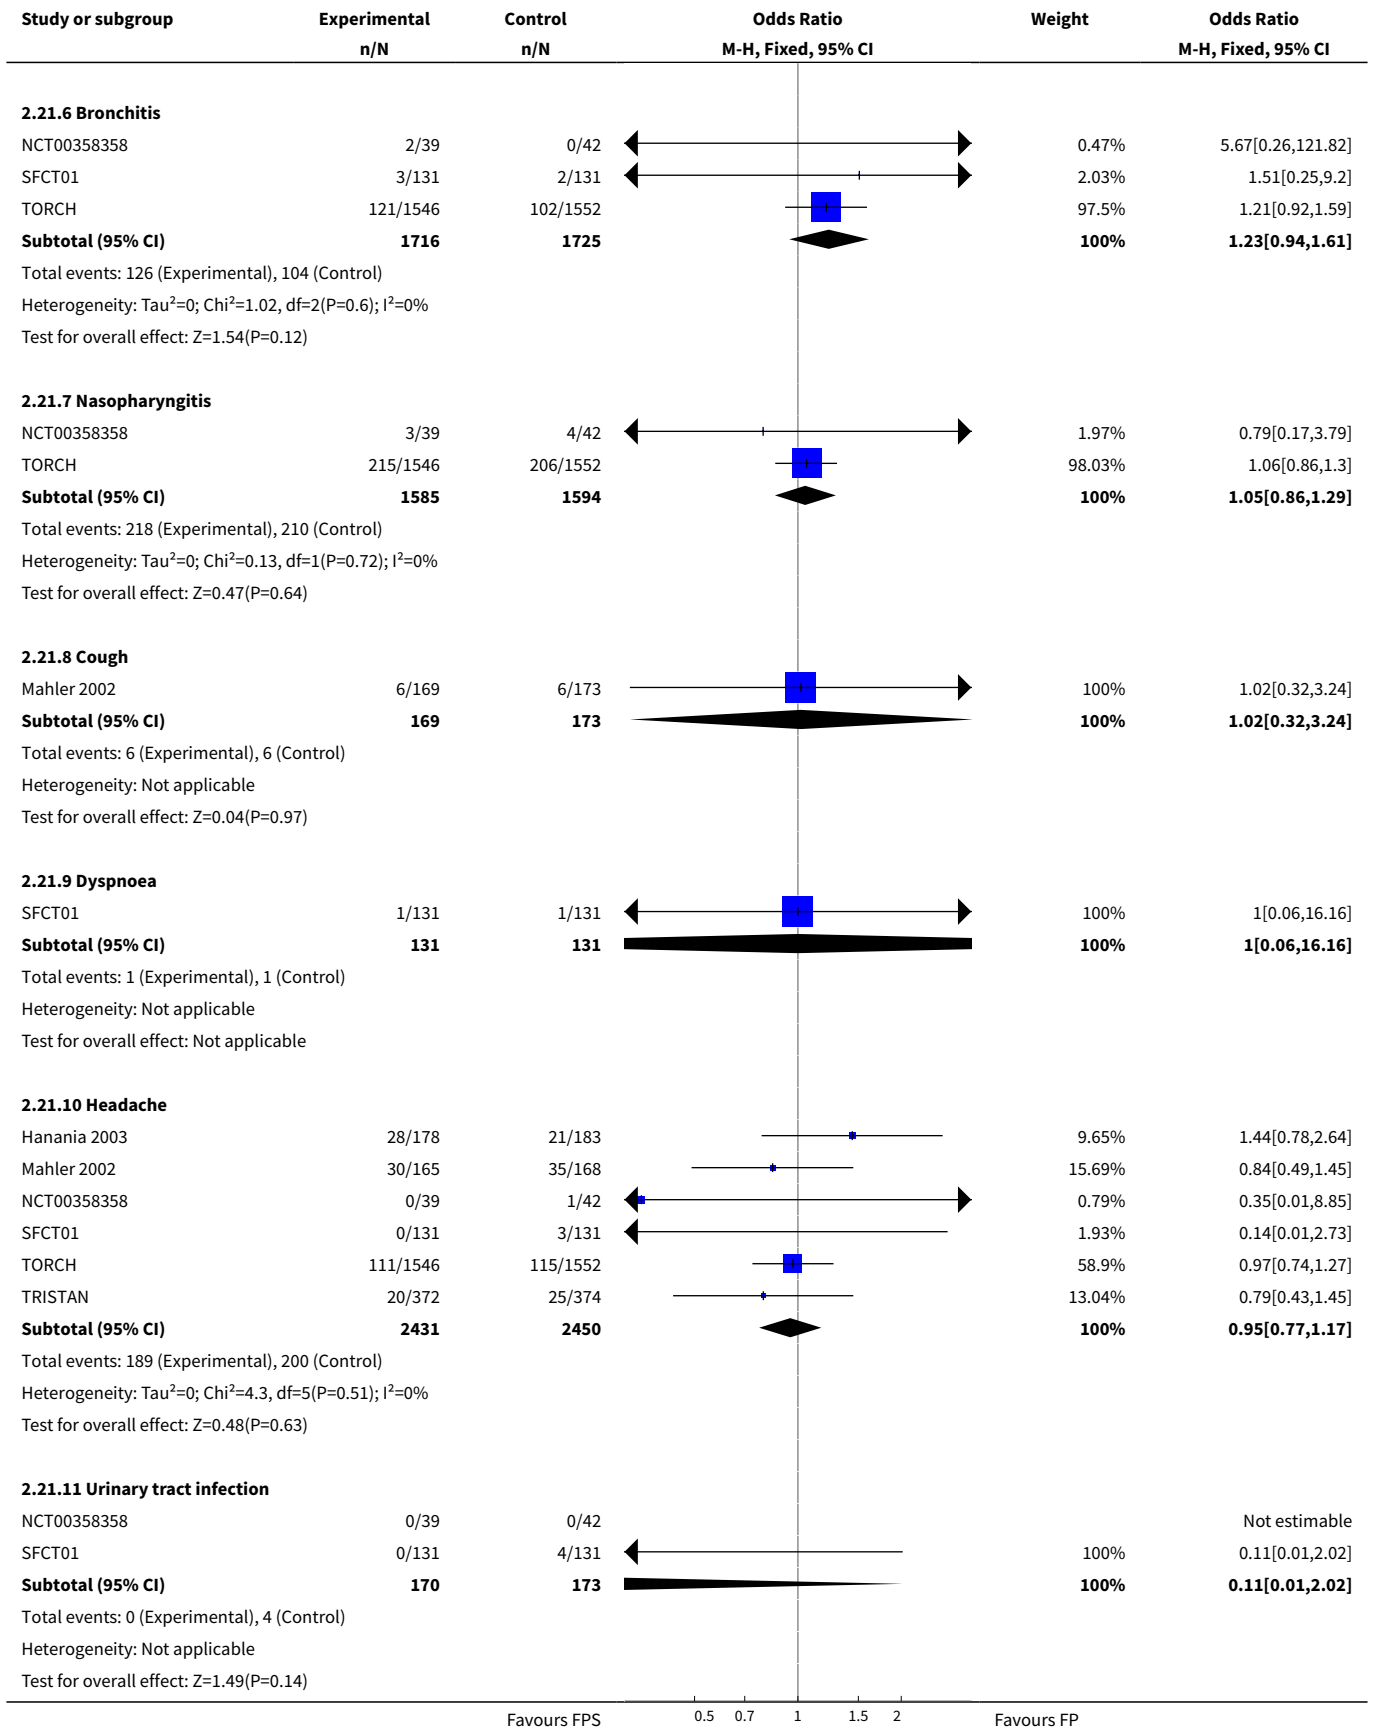 Study or subgroup Experimental Control Odds Ratio Weight Odds Ratio
n/N n/N M-H, Fixed, 95% CI M-H, Fixed, 95% CI
2.21.6 Bronchitis
NCT00358358 2/39 0/42 0.47% 5.67[0.26,121.82]
SFCT01 3/131 2/131 2.03% 1.51[0.25,9.2]
TORCH 121/1546 102/1552 97.5% 1.21[0.92,1.59]
Subtotal (95% CI) 1716 1725 100% 1.23[0.94,1.61]
Total events: 126 (Experimental), 104 (Control)
Heterogeneity: Tau²=0; Chi²=1.02, df=2(P=0.6); I²=0%
Test for overall effect: Z=1.54(P=0.12)
2.21.7 Nasopharyngitis
NCT00358358 3/39 4/42 1.97% 0.79[0.17,3.79]
TORCH 215/1546 206/1552 98.03% 1.06[0.86,1.3]
Subtotal (95% CI) 1585 1594 100% 1.05[0.86,1.29]
Total events: 218 (Experimental), 210 (Control)
Heterogeneity: Tau²=0; Chi²=0.13, df=1(P=0.72); I²=0%
Test for overall effect: Z=0.47(P=0.64)
2.21.8 Cough
Mahler 2002 6/169 6/173 100% 1.02[0.32,3.24]
Subtotal (95% CI) 169 173 100% 1.02[0.32,3.24]
Total events: 6 (Experimental), 6 (Control)
Heterogeneity: Not applicable
Test for overall effect: Z=0.04(P=0.97)
2.21.9 Dyspnoea
SFCT01 1/131 1/131 100% 1[0.06,16.16]
Subtotal (95% CI) 131 131 100% 1[0.06,16.16]
Total events: 1 (Experimental), 1 (Control)
Heterogeneity: Not applicable
Test for overall effect: Not applicable
2.21.10 Headache
Hanania 2003 28/178 21/183 9.65% 1.44[0.78,2.64]
Mahler 2002 30/165 35/168 15.69% 0.84[0.49,1.45]
NCT00358358 0/39 1/42 0.79% 0.35[0.01,8.85]
SFCT01 0/131 3/131 1.93% 0.14[0.01,2.73]
TORCH 111/1546 115/1552 58.9% 0.97[0.74,1.27]
TRISTAN 20/372 25/374 13.04% 0.79[0.43,1.45]
Subtotal (95% CI) 2431 2450 100% 0.95[0.77,1.17]
Total events: 189 (Experimental), 200 (Control)
Heterogeneity: Tau²=0; Chi²=4.3, df=5(P=0.51); I²=0%
Test for overall effect: Z=0.48(P=0.63)
2.21.11 Urinary tract infection
NCT00358358 0/39 0/42 Not estimable
SFCT01 0/131 4/131 100% 0.11[0.01,2.02]
Subtotal (95% CI) 170 173 100% 0.11[0.01,2.02]
Total events: 0 (Experimental), 4 (Control)
Heterogeneity: Not applicable
Test for overall effect: Z=1.49(P=0.14)
Favours FPS 0.5 0.7 1 1.5 2 Favours FP